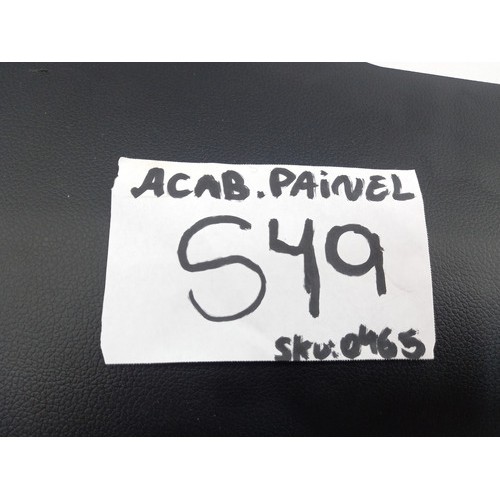 ACAB. PAINEL
S49
SKU: 0465